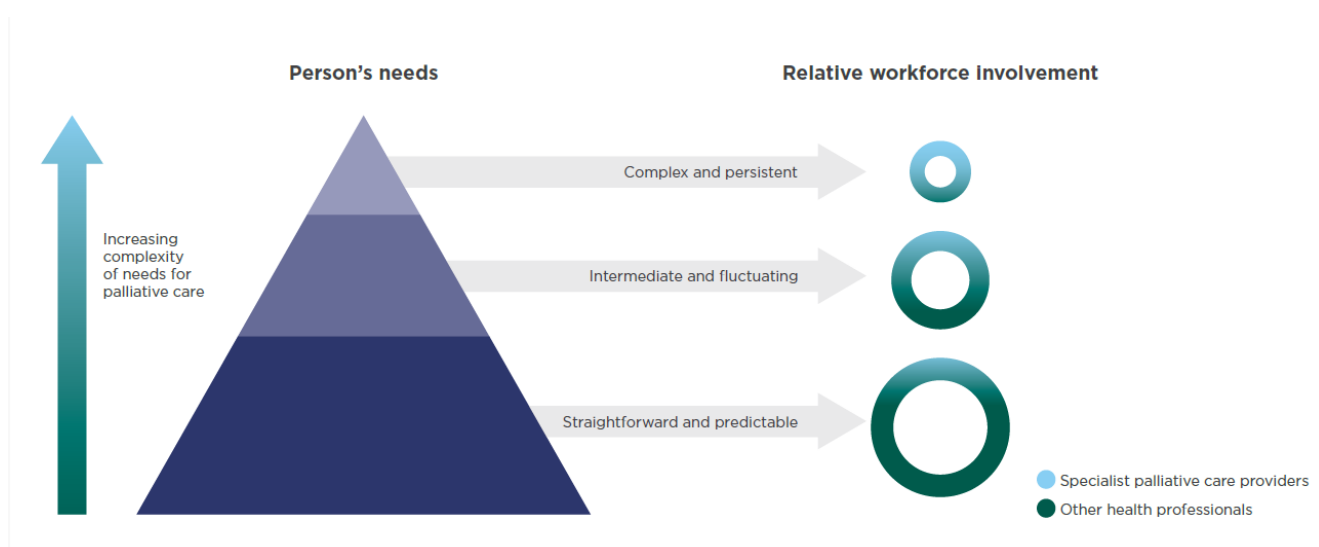 Person's needs
Relative workforce involvement
Increasing
complexity
of needs for
palliative care
Complex and persistent
Intermediate and fluctuating
Straightforward and predictable
Specialist palliative care providers
Other health professionals